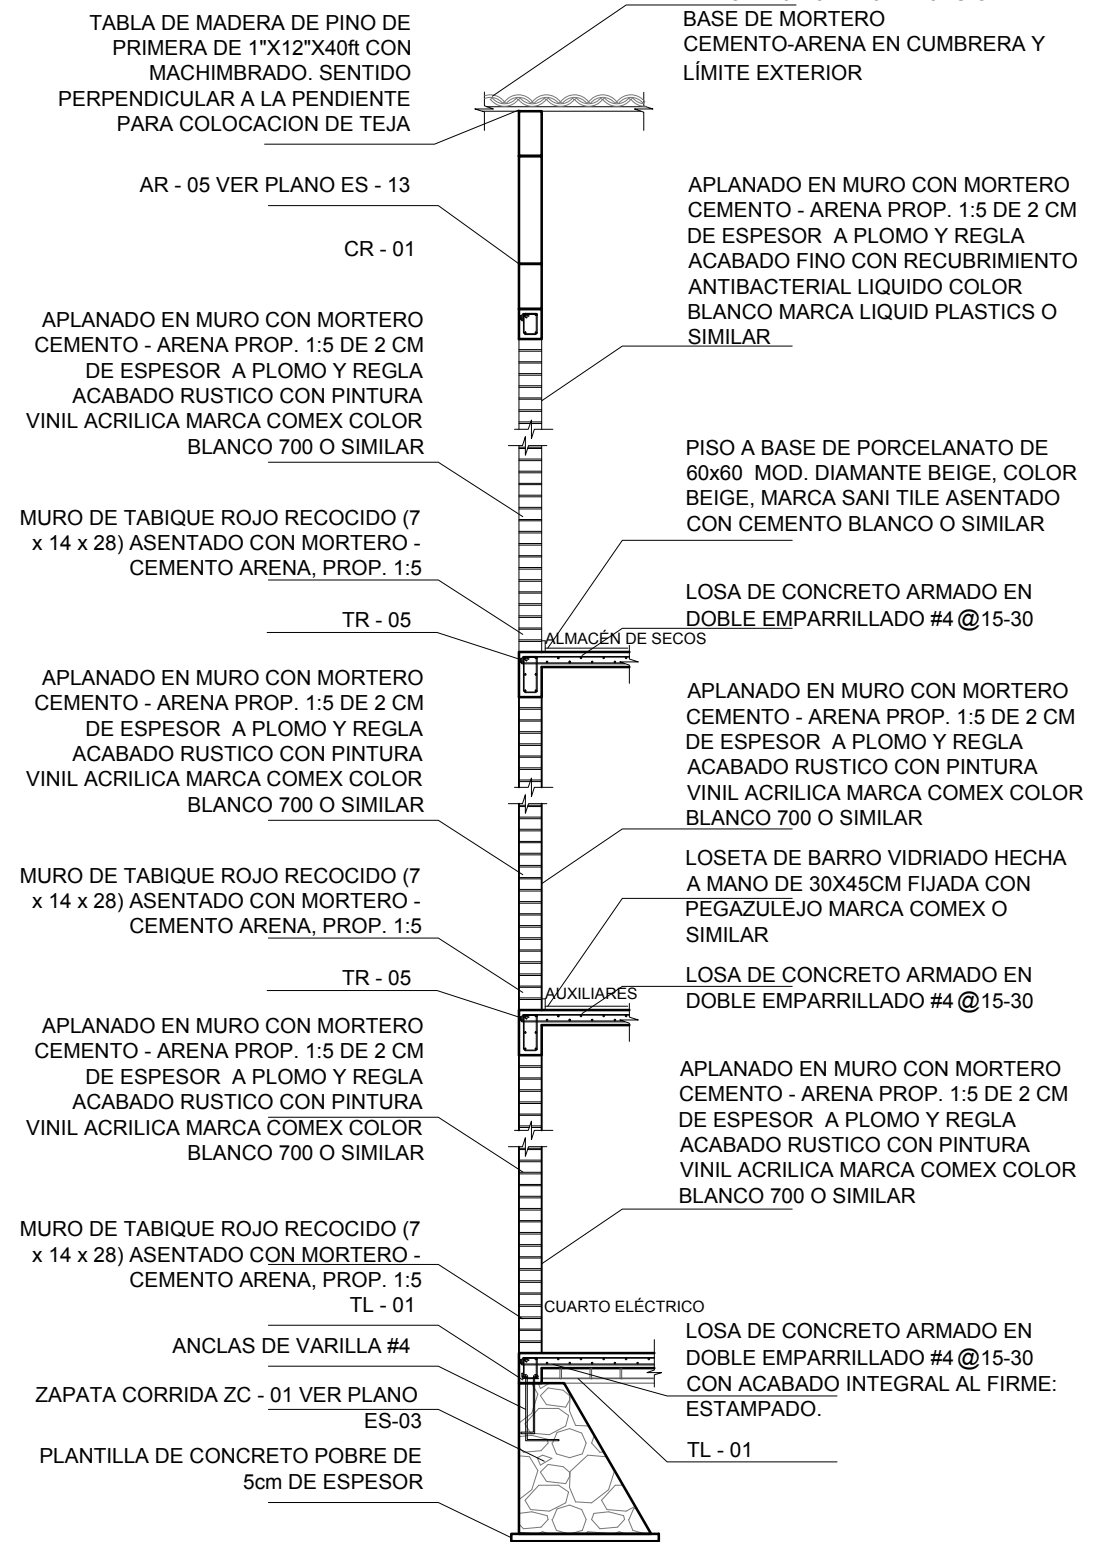 TABLA DE MADERA DE PINO DE
PRIMERA DE 1"X12"X40ft CON
MACHIMBRADO. SENTIDO
PERPENDICULAR A LA PENDIENTE
PARA COLOCACION DE TEJA
AR - 05 VER PLANO ES - 13
CR - 01
APLANADO EN MURO CON MORTERO
CEMENTO - ARENA PROP. 1:5 DE 2 CM
DE ESPESOR A PLOMO Y REGLA
ACABADO RUSTICO CON PINTURA
VINIL ACRILICA MARCA COMEX COLOR
BLANCO 700 O SIMILAR
MURO DE TABIQUE ROJO RECOCIDO (7
x 14 x 28) ASENTADO CON MORTERO -
CEMENTO ARENA, PROP. 1:5
TR - 05
APLANADO EN MURO CON MORTERO
CEMENTO - ARENA PROP. 1:5 DE 2 CM
DE ESPESOR A PLOMO Y REGLA
ACABADO RUSTICO CON PINTURA
VINIL ACRILICA MARCA COMEX COLOR
BLANCO 700 O SIMILAR
MURO DE TABIQUE ROJO RECOCIDO (7
x 14 x 28) ASENTADO CON MORTERO -
CEMENTO ARENA, PROP. 1:5
TR - 05
APLANADO EN MURO CON MORTERO
CEMENTO - ARENA PROP. 1:5 DE 2 CM
DE ESPESOR A PLOMO Y REGLA
ACABADO RUSTICO CON PINTURA
VINIL ACRILICA MARCA COMEX COLOR
BLANCO 700 O SIMILAR
MURO DE TABIQUE ROJO RECOCIDO (7
x 14 x 28) ASENTADO CON MORTERO -
CEMENTO ARENA, PROP. 1:5
TL - 01
ANCLAS DE VARILLA #4
ZAPATA CORRIDA ZC - 01 VER PLANO
ES-03
PLANTILLA DE CONCRETO POBRE DE
5cm DE ESPESOR
BASE DE MORTERO
CEMENTO-ARENA EN CUMBRERA Y
LÍMITE EXTERIOR
APLANADO EN MURO CON MORTERO
CEMENTO - ARENA PROP. 1:5 DE 2 CM
DE ESPESOR A PLOMO Y REGLA
ACABADO FINO CON RECUBRIMIENTO
ANTIBACTERIAL LIQUIDO COLOR
BLANCO MARCA LIQUID PLASTICS O
SIMILAR
PISO A BASE DE PORCELANATO DE
60x60 MOD. DIAMANTE BEIGE, COLOR
BEIGE, MARCA SANI TILE ASENTADO
CON CEMENTO BLANCO O SIMILAR
LOSA DE CONCRETO ARMADO EN
DOBLE EMPARRILLADO #4 @15-30
ALMACÉN DE SECOS
APLANADO EN MURO CON MORTERO
CEMENTO - ARENA PROP. 1:5 DE 2 CM
DE ESPESOR A PLOMO Y REGLA
ACABADO RUSTICO CON PINTURA
VINIL ACRILICA MARCA COMEX COLOR
BLANCO 700 O SIMILAR
LOSETA DE BARRO VIDRIADO HECHA
A MANO DE 30X45CM FIJADA CON
PEGAZULEJO MARCA COMEX O
SIMILAR
LOSA DE CONCRETO ARMADO EN
DOBLE EMPARRILLADO #4 @15-30
AUXILIARES
APLANADO EN MURO CON MORTERO
CEMENTO - ARENA PROP. 1:5 DE 2 CM
DE ESPESOR A PLOMO Y REGLA
ACABADO RUSTICO CON PINTURA
VINIL ACRILICA MARCA COMEX COLOR
BLANCO 700 O SIMILAR
CUARTO ELÉCTRICO
LOSA DE CONCRETO ARMADO EN
DOBLE EMPARRILLADO #4 @15-30
CON ACABADO INTEGRAL AL FIRME:
ESTAMPADO.
TL - 01